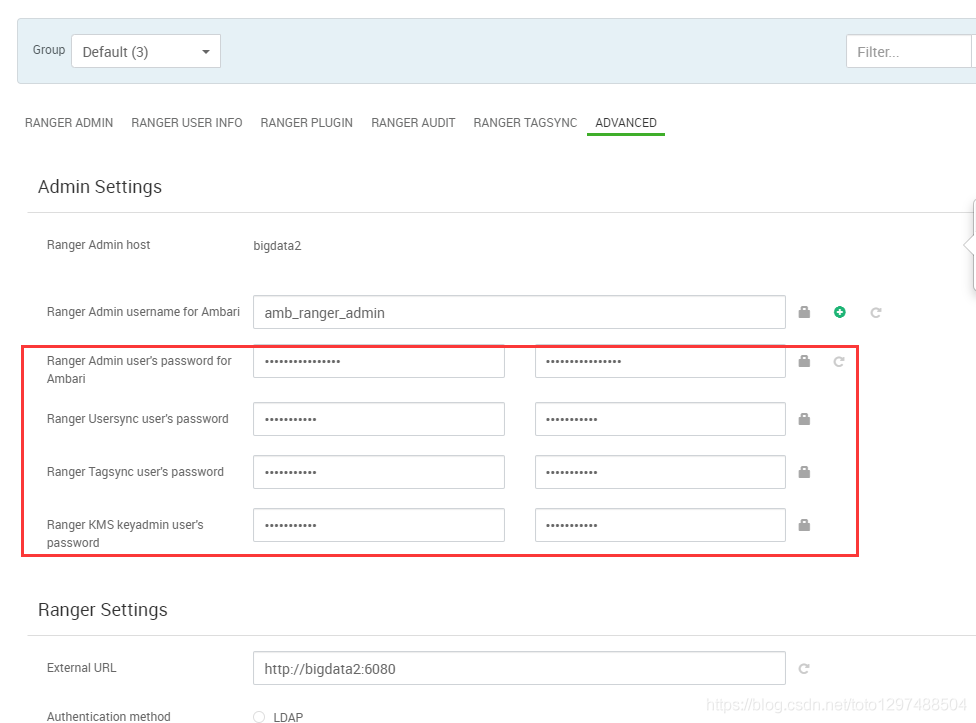 Group Default (3) Filter...
RANGER ADMIN RANGER USER INFO RANGER PLUGIN RANGER AUDIT RANGER TAGSYNC ADVANCED
Admin Settings
Ranger Admin host bigdata2
Ranger Admin username for Ambari amb_ranger_admin
Ranger Admin user's password for
Ambari
•••••••••••••••• ••••••••••••••••
Ranger Usersync user's password ••••••••••• •••••••••••
Ranger Tagsync user's password ••••••••••• •••••••••••
Ranger KMS keyadmin user's
password
••••••••••• •••••••••••
Ranger Settings
External URL http://bigdata2:6080
https://blog.csdn.net/toto1297488504
Authentication method LDAP